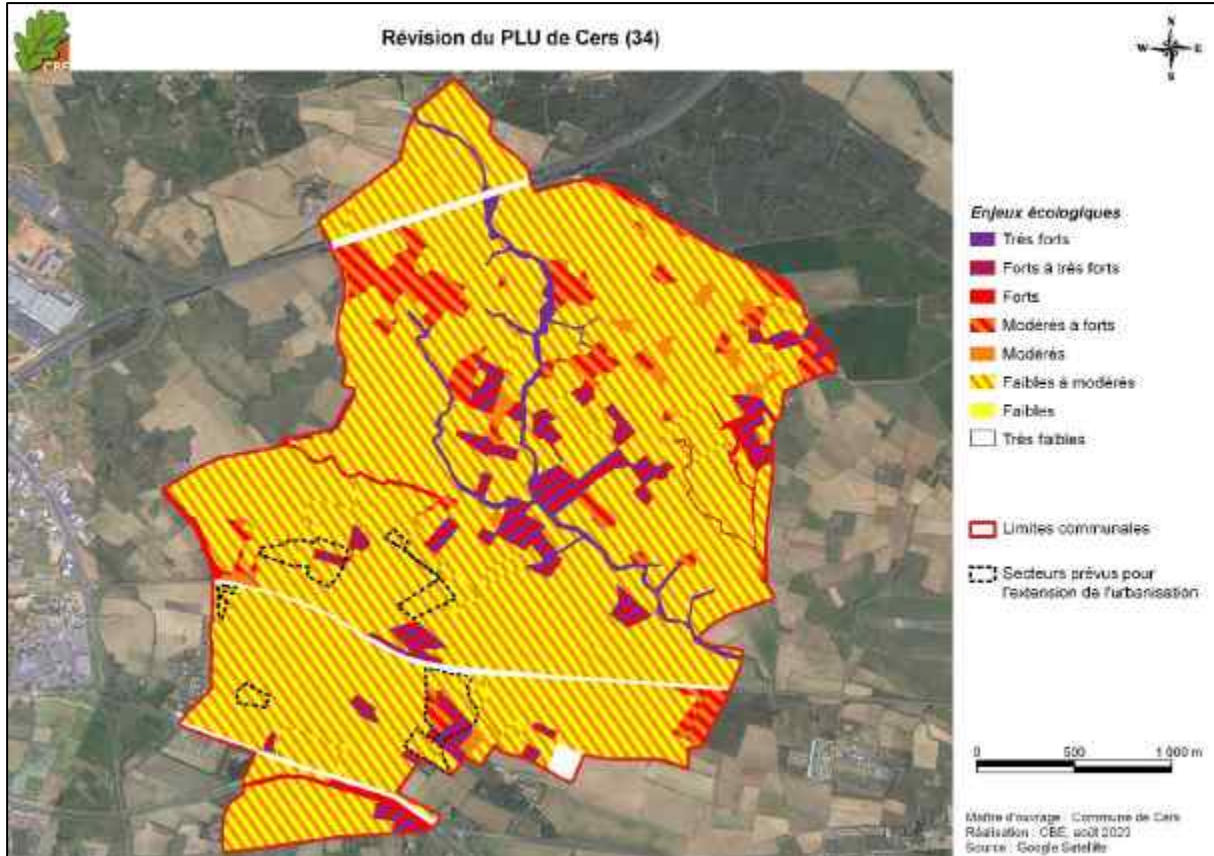 CBE
Révision du PLU de Cers (34)
N
W E
S
Enjeux écologiques
Très forts
Forts à très forts
Forts
Modérés à forts
Modérés
Faibles à modérés
Faibles
Très faibles
Limites communales
Secteurs prévus pour
l'extension de l'urbanisation
0 500 1 000 m
Maître d'ouvrage : Commune de Cers
Réalisation : CBE, août 2023
Source : Google Satellite